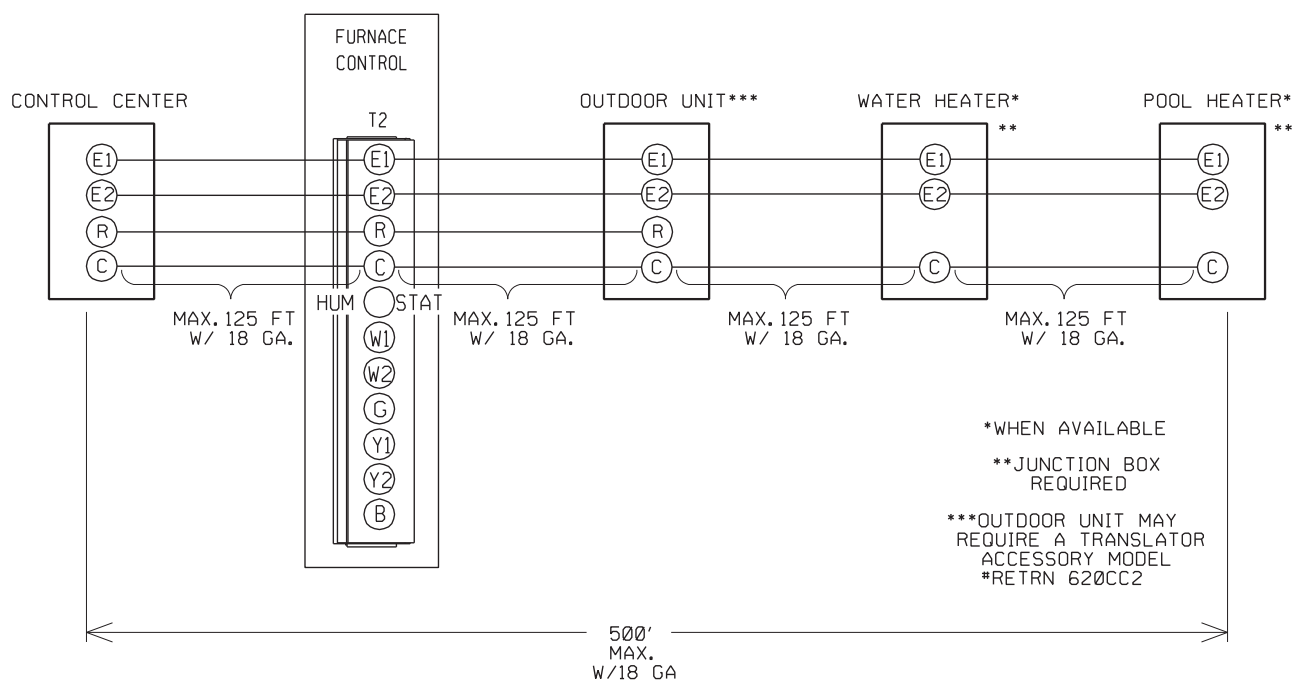 FURNACE
CONTROL
CONTROL CENTER
OUTDOOR UNIT***
WATER HEATER*
**
POOL HEATER*
**
T2
E1 E1 E1 E1 E1
E2 E2 E2 E2 E2
R R R
C C C C C
HUM STAT
MAX. 125 FT
W/ 18 GA.
MAX. 125 FT
W/ 18 GA.
MAX. 125 FT
W/ 18 GA.
MAX. 125 FT
W/ 18 GA.
W1
W2
G
Y1
Y2
B
*WHEN AVAILABLE
**JUNCTION BOX
REQUIRED
***OUTDOOR UNIT MAY
REQUIRE A TRANSLATOR
ACCESSORY MODEL
#RETRN 620CC2
500'
MAX.
W/18 GA